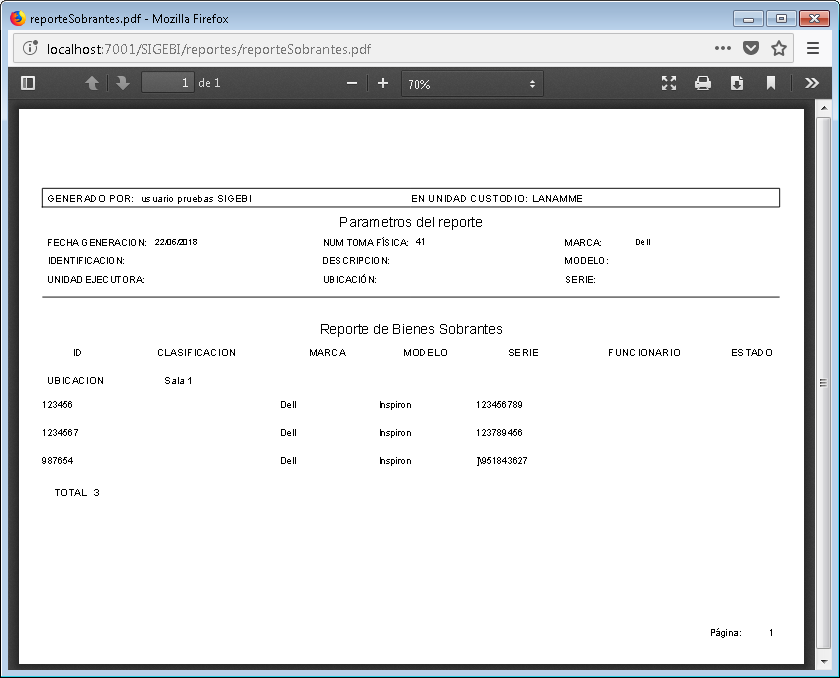 reporteSobrantes.pdf - Mozilla Firefox
localhost:7001/SIGEBI/reportes/reporteSobrantes.pdf
1 de 1 70%
GENERADO POR: usuario pruebas SIGEBI EN UNIDAD CUSTODIO: LANAMME
Parametros del reporte
FECHA GENERACION: 22/06/2018 NUM TOMA FÍSICA: 41 MARCA: Dell
IDENTIFICACION: DESCRIPCION: MODELO:
UNIDAD EJECUTORA: UBICACIÓN: SERIE:
Reporte de Bienes Sobrantes
ID CLASIFICACION MARCA MODELO SERIE FUNCIONARIO ESTADO
UBICACION Sala 1
123456 Dell Inspiron 123456789
1234567 Dell Inspiron 123789456
987654 Dell Inspiron ]\951843627
TOTAL 3
Página: 1